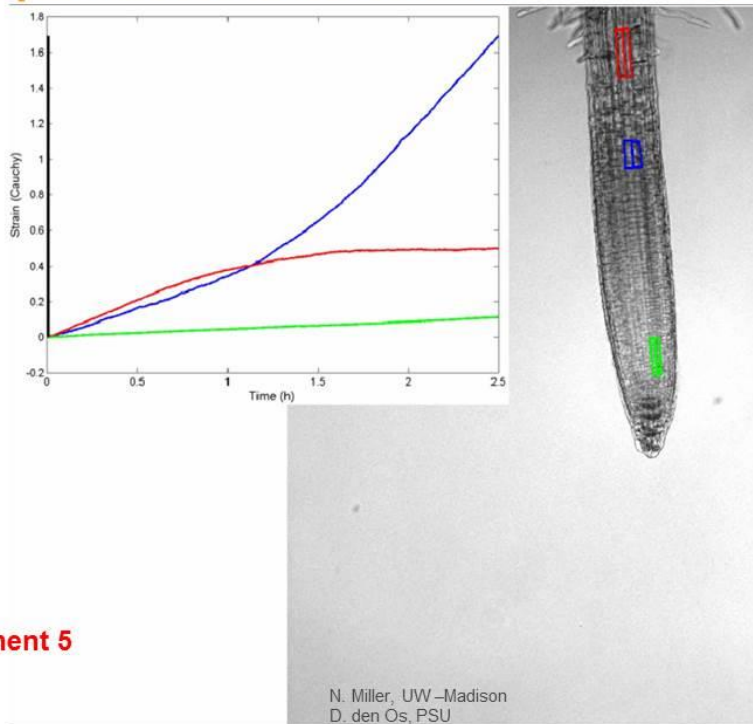 1.8
1.6
1.4
1.2
1
0.8
0.6
0.4
0.2
0
-0.2
Strain (Cauchy)
0 0.5 1 1.5 2 2.5
Time (h)
nent 5
N. Miller, UW –Madison
D. den Os, PSU